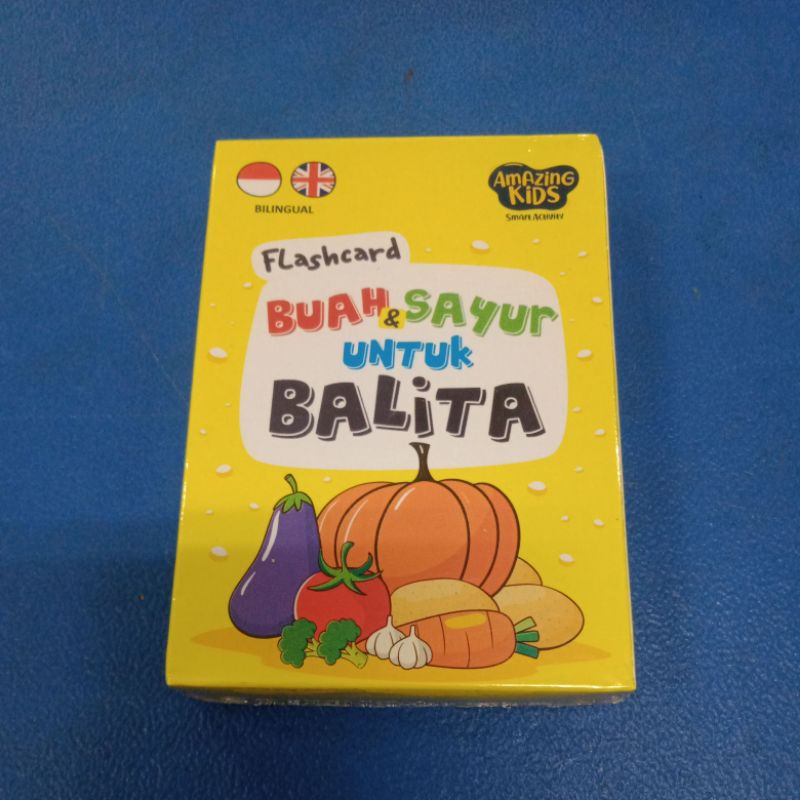 BILINGUAL
AMAZING
KIDS
SMART ACTIVITY
FLashcard
BUAH & SAYUR
UNTUK
BALiTA